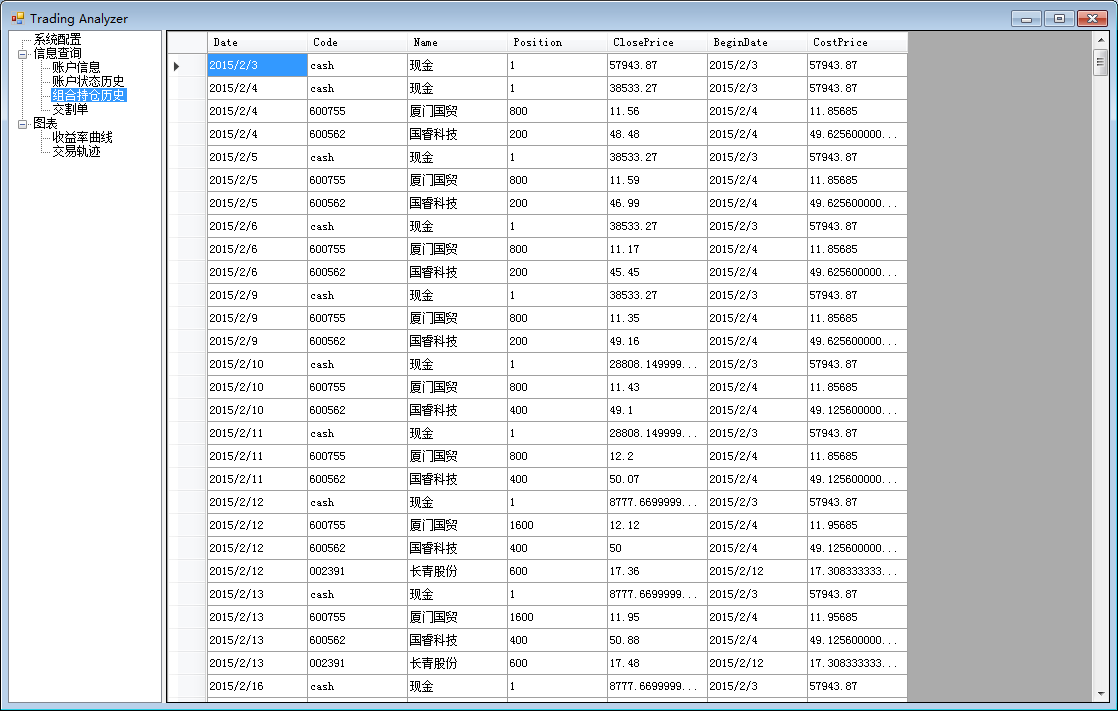 Trading Analyzer
系统配置
信息查询
账户信息
账户状态历史
组合持仓历史
交割单
图表
收益率曲线
交易轨迹
Date Code Name Position ClosePrice BeginDate CostPrice
2015/2/3 cash 现金 1 57943.87 2015/2/3 57943.87
2015/2/4 cash 现金 1 38533.27 2015/2/3 57943.87
2015/2/4 600755 厦门国贸 800 11.56 2015/2/4 11.85685
2015/2/4 600562 国睿科技 200 48.48 2015/2/4 49.625600000...
2015/2/5 cash 现金 1 38533.27 2015/2/3 57943.87
2015/2/5 600755 厦门国贸 800 11.59 2015/2/4 11.85685
2015/2/5 600562 国睿科技 200 46.99 2015/2/4 49.625600000...
2015/2/6 cash 现金 1 38533.27 2015/2/3 57943.87
2015/2/6 600755 厦门国贸 800 11.17 2015/2/4 11.85685
2015/2/6 600562 国睿科技 200 45.45 2015/2/4 49.625600000...
2015/2/9 cash 现金 1 38533.27 2015/2/3 57943.87
2015/2/9 600755 厦门国贸 800 11.35 2015/2/4 11.85685
2015/2/9 600562 国睿科技 200 49.16 2015/2/4 49.625600000...
2015/2/10 cash 现金 1 28808.149999... 2015/2/3 57943.87
2015/2/10 600755 厦门国贸 800 11.43 2015/2/4 11.85685
2015/2/10 600562 国睿科技 400 49.1 2015/2/4 49.125600000...
2015/2/11 cash 现金 1 28808.149999... 2015/2/3 57943.87
2015/2/11 600755 厦门国贸 800 12.2 2015/2/4 11.85685
2015/2/11 600562 国睿科技 400 50.07 2015/2/4 49.125600000...
2015/2/12 cash 现金 1 8777.6699999... 2015/2/3 57943.87
2015/2/12 600755 厦门国贸 1600 12.12 2015/2/4 11.95685
2015/2/12 600562 国睿科技 400 50 2015/2/4 49.125600000...
2015/2/12 002391 长青股份 600 17.36 2015/2/12 17.308333333...
2015/2/13 cash 现金 1 8777.6699999... 2015/2/3 57943.87
2015/2/13 600755 厦门国贸 1600 11.95 2015/2/4 11.95685
2015/2/13 600562 国睿科技 400 50.88 2015/2/4 49.125600000...
2015/2/13 002391 长青股份 600 17.48 2015/2/12 17.308333333...
2015/2/16 cash 现金 1 8777.6699999... 2015/2/3 57943.87